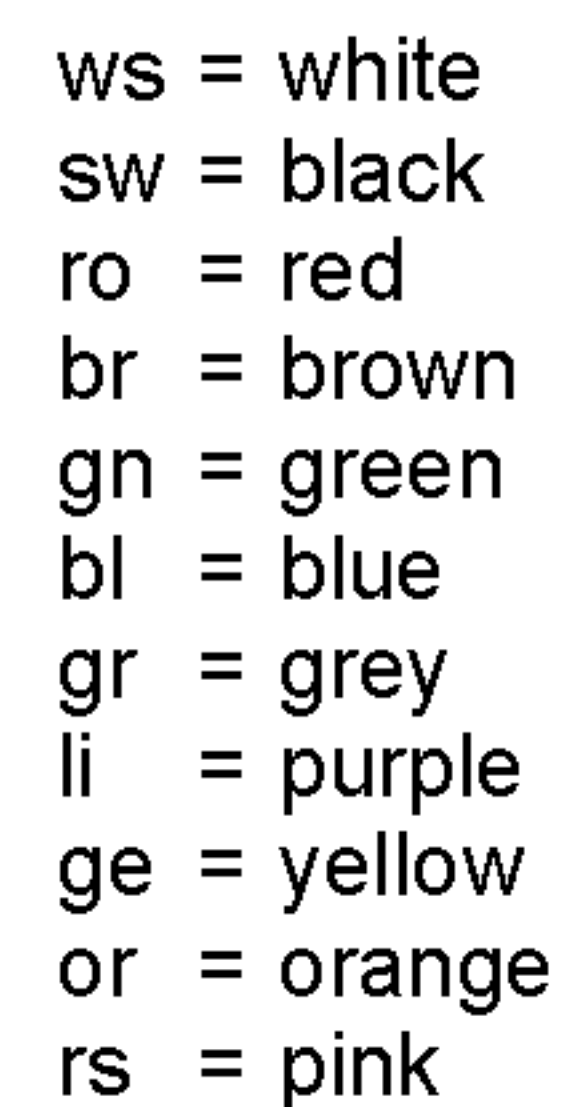 ws = white
sw = black
ro = red
br = brown
gn = green
bl = blue
gr = grey
li = purple
ge = yellow
or = orange
rs = pink